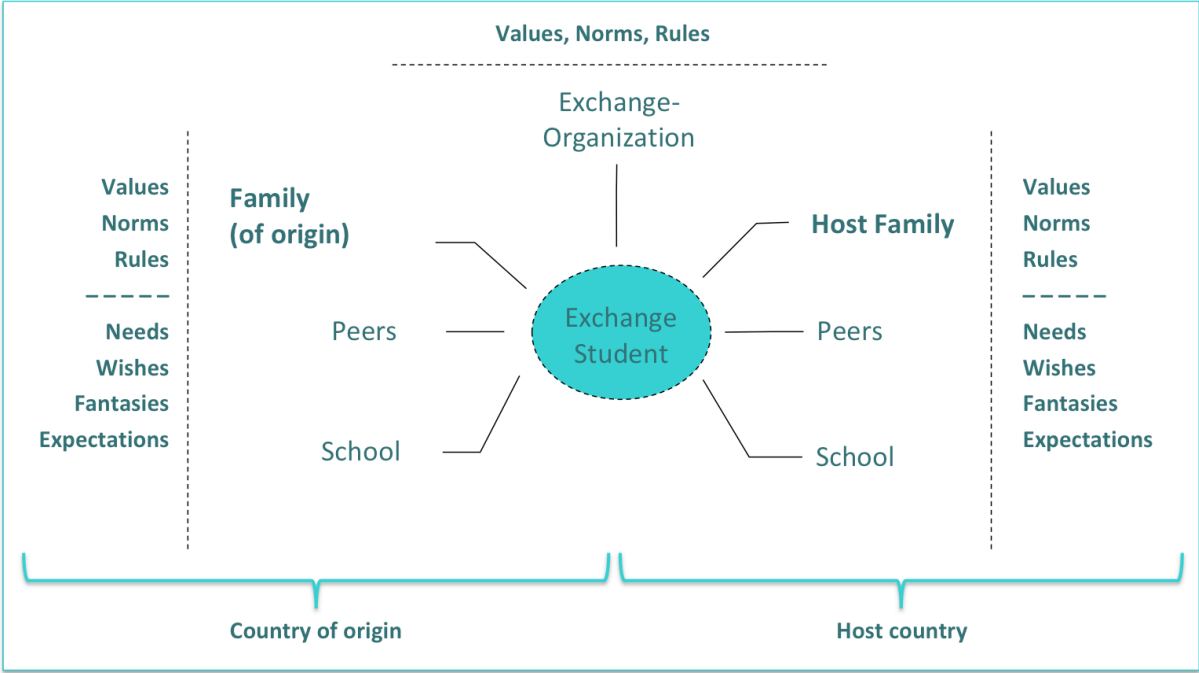 Values, Norms, Rules
Exchange-
Organization
Values
Norms
Rules
Needs
Wishes
Fantasies
Expectations
Family
(of origin)
Peers
School
Exchange
Student
Host Family
Peers
School
Values
Norms
Rules
Needs
Wishes
Fantasies
Expectations
Country of origin
Host country